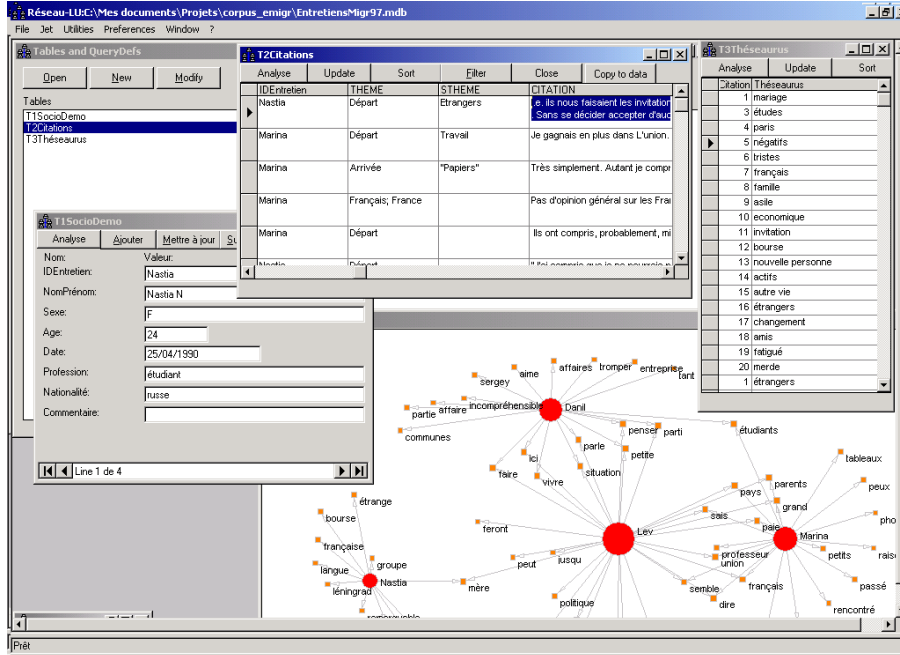 Réseau-LU:C:\Mes documents\Projets\corpus_emigr\EntretiensMigr97.mdb
File Jet Utilities Preferences Window ?
Tables and QueryDefs
Open New Modify
Tables
T1SocioDemo
T2Citations
T3Théseaurus
T2Citations
Analyse Update Sort Filter Close Copy to data
IDEntretien THEME STHEME CITATION
Nastia Départ Etrangers i.e. ils nous faisaient les invitation
. Sans se décider accepter d'auc
Marina Départ Travail Je gagnais en plus dans L'union.
Marina Arrivée "Papiers" Très simplement. Autant je compr
Marina Français; France Pas d'opinion général sur les Fra
Marina Départ Ils ont compris, probablement, mi
T3Théseaurus
Analyse Update Sort
Citation Théseaurus
1 mariage
3 études
4 paris
5 négatifs
6 tristes
7 français
8 famille
9 asile
10 economique
11 invitation
12 bourse
13 nouvelle personne
14 actifs
15 autre vie
16 étrangers
17 changement
18 amis
19 fatigué
20 merde
1 étrangers
T1SocioDemo
Analyse Ajouter Mettre à jour Su
Nom: Valeur:
IDEntretien: Nastia
NomPrénom: Nastia N
Sexe: F
Age: 24
Date: 25/04/1990
Profession: étudiant
Nationalité: russe
Commentaire:
Line 1 de 4
affaires tromper entreprise tant
sergey aime
partie affaire incompréhensible Danil
communes
penser parti étudiants
parle petite
ici
faire vivre situation
tableaux
pays parents peux
étrange
bourse
sais grand
feront Lev paie Marina pho
française
langue groupe
peut jusqu
professeur union petits rais
léningrad Nastia mère
semble français passé
politique dire rencontré
Prêt